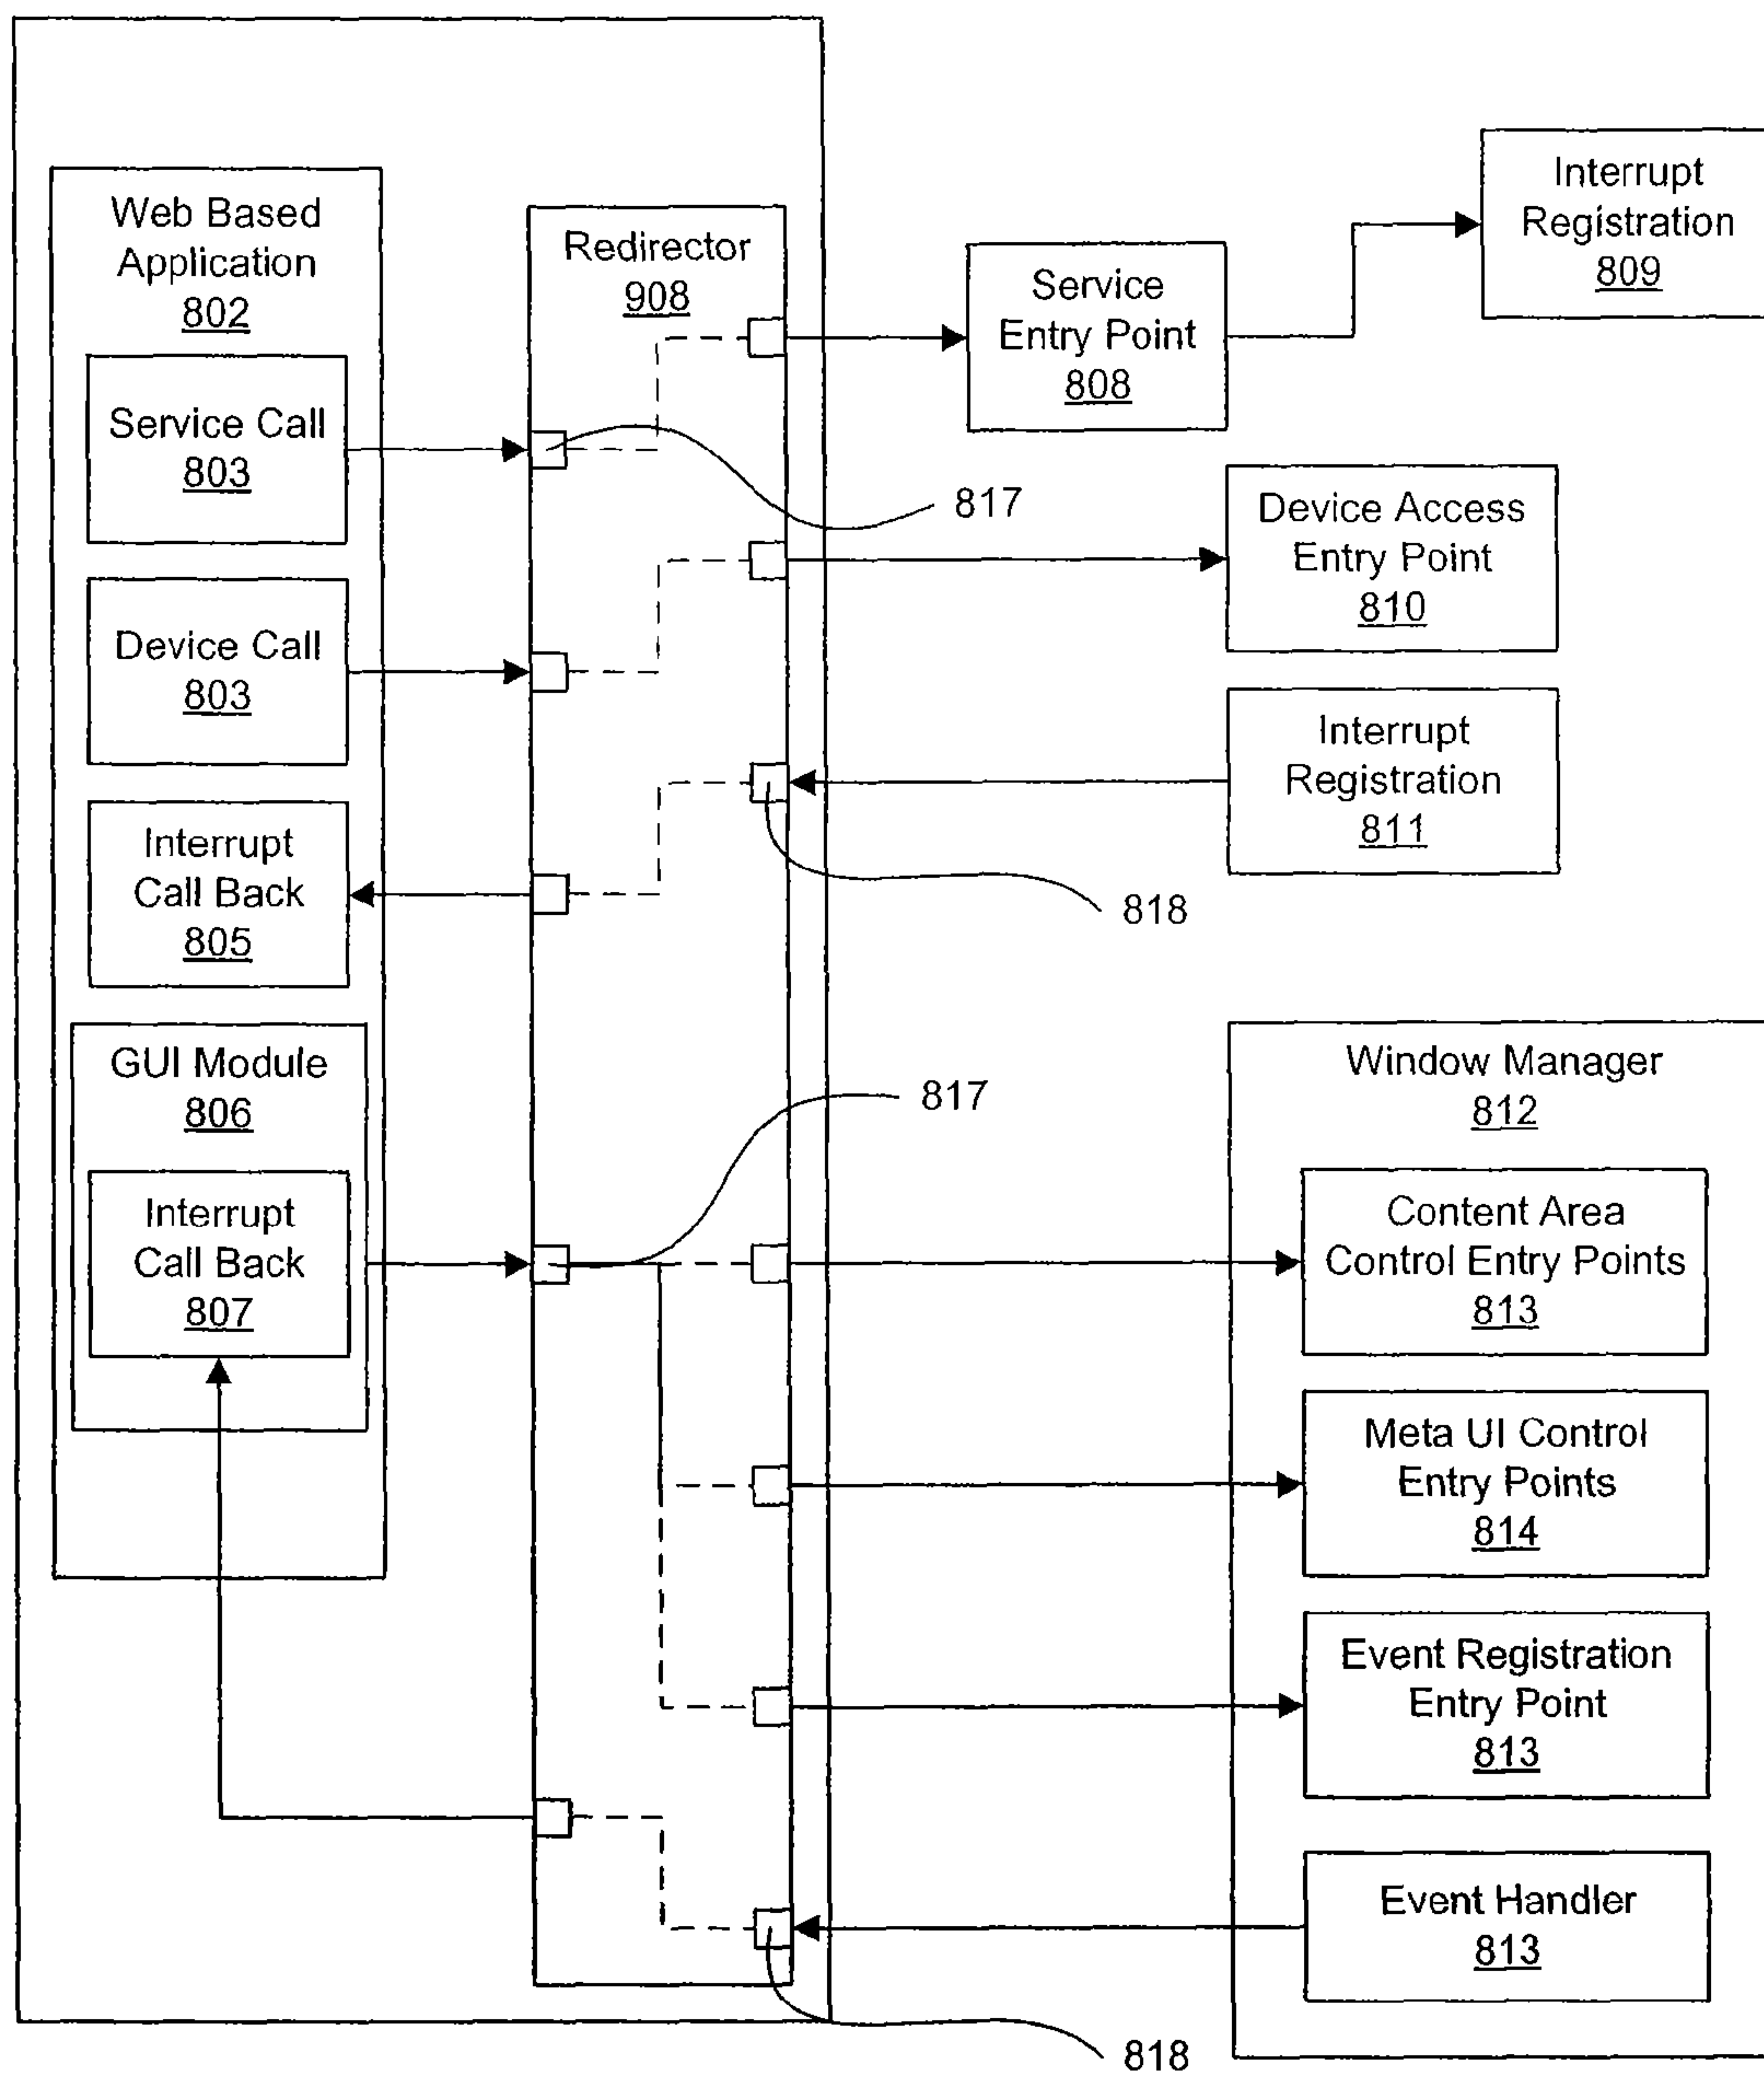 Web Based
Application
802
Service Call
803
Device Call
803
Interrupt
Call Back
805
GUI Module
806
Interrupt
Call Back
807
Redirector
908
817
818
817
818
Service
Entry Point
808
Interrupt
Registration
809
Device Access
Entry Point
810
Interrupt
Registration
811
Window Manager
812
Content Area
Control Entry Points
813
Meta UI Control
Entry Points
814
Event Registration
Entry Point
813
Event Handler
813